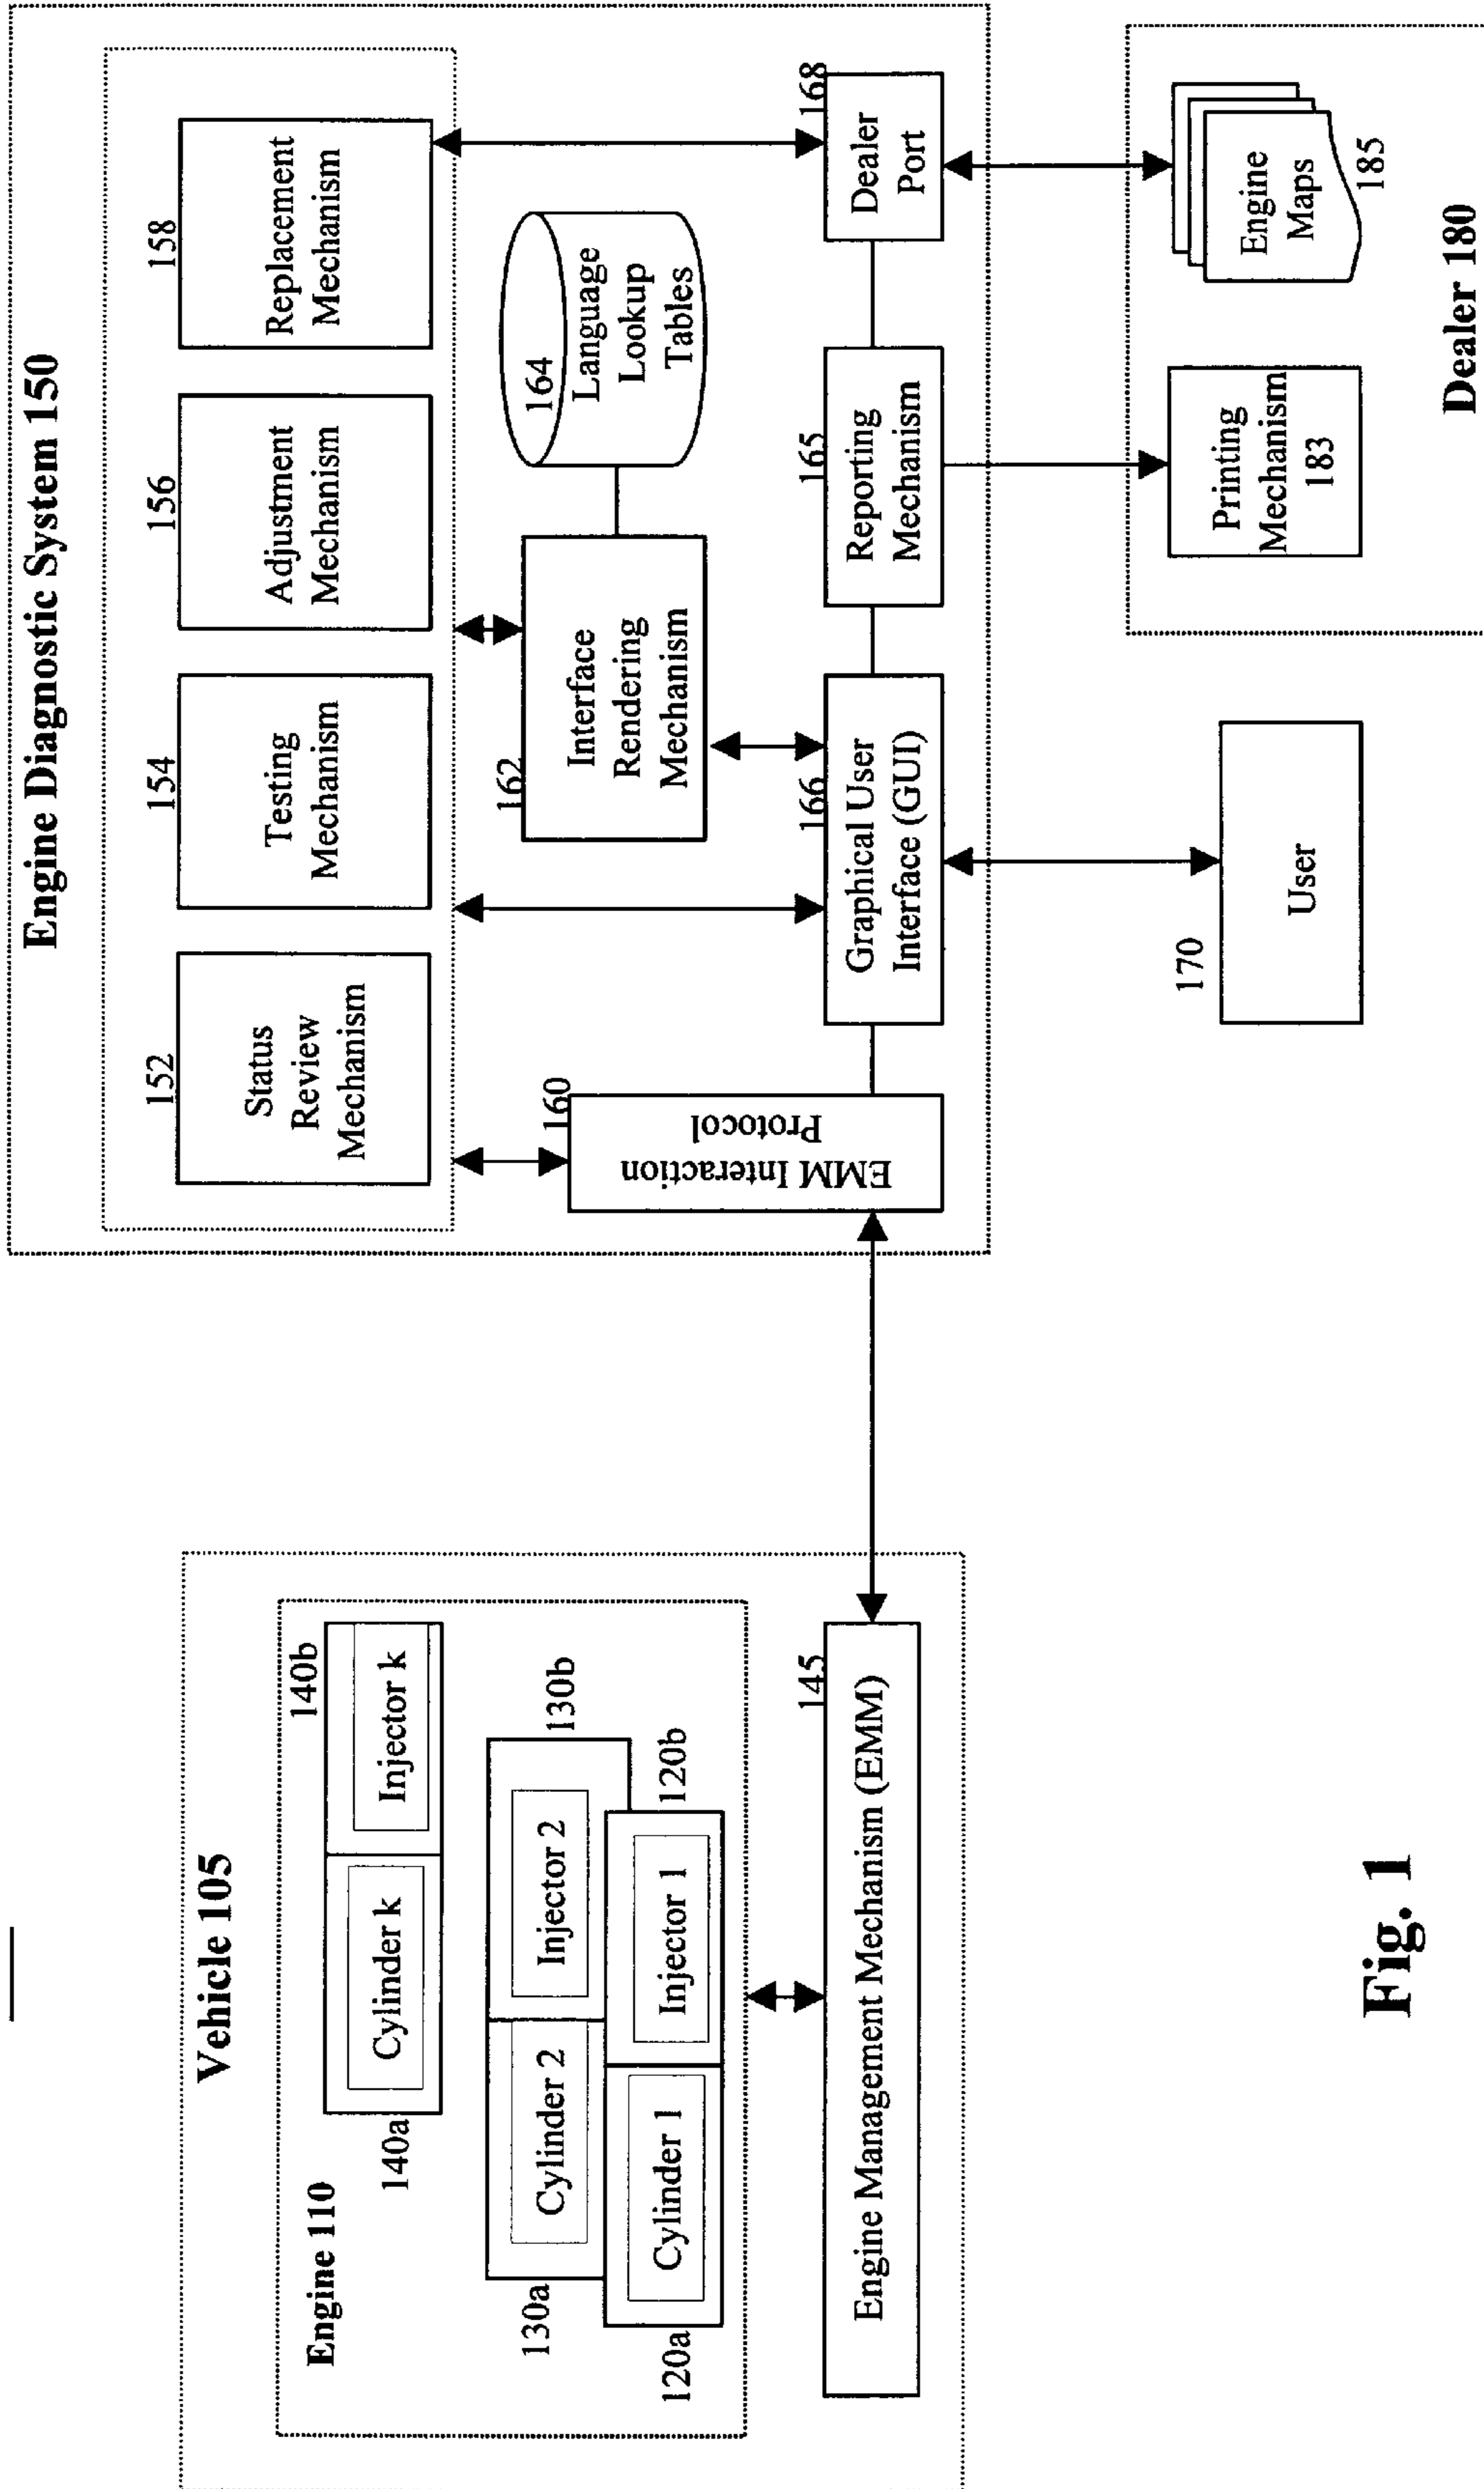 Vehicle 105
Engine 110
140a
Cylinder k
140b
Injector k
130a
Cylinder 2
Injector 2
130b
120a
Cylinder 1
Injector 1
120b
145
Engine Management Mechanism (EMM)
Engine Diagnostic System 150
152
Status
Review
Mechanism
154
Testing
Mechanism
156
Adjustment
Mechanism
158
Replacement
Mechanism
160
EMM Interaction
Protocol
162
Interface
Rendering
Mechanism
164
Language
Lookup
Tables
166
Graphical User
Interface (GUI)
165
Reporting
Mechanism
168
Dealer
Port
170
User
Printing
Mechanism
183
Engine
Maps
185
Dealer 180
Fig. 1